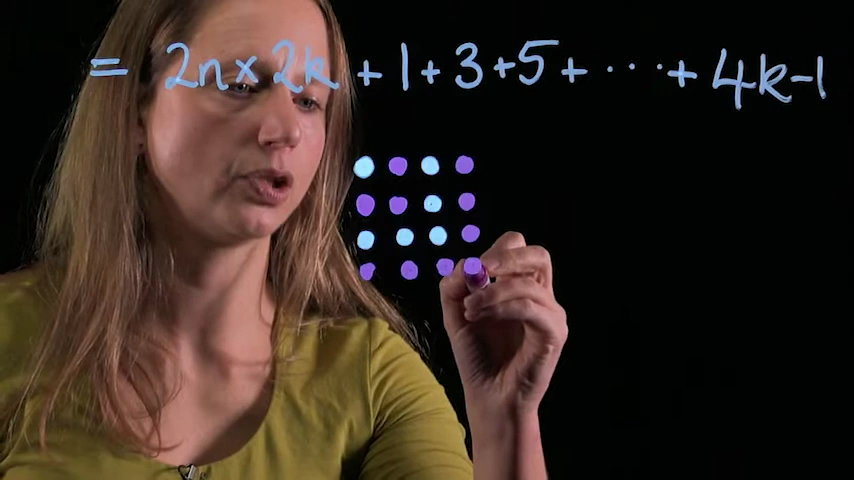 = 2n × 2k + 1 + 3 + 5 + ··· + 4k-1